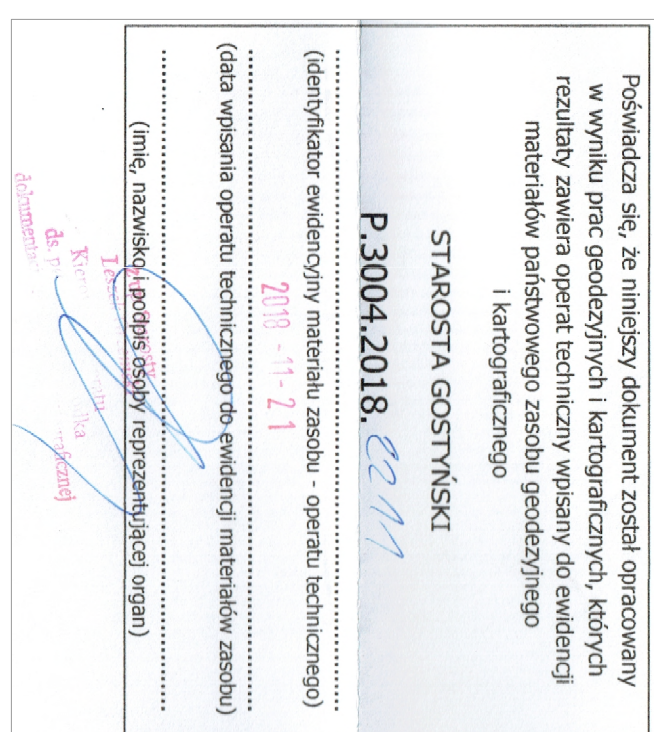 Poświadcza się, że niniejszy dokument został opracowany
w wyniku prac geodezyjnych i kartograficznych, których
rezultaty zawiera operat techniczny wpisany do ewidencji
materiałów państwowego zasobu geodezyjnego
i kartograficznego
STAROSTA GOSTYŃSKI
P.3004.2018. 2211
(identyfikator ewidencyjny materiału zasobu - operatu technicznego)
2018 -11- 21
(data wpisania operatu technicznego do ewidencji materiałów zasobu)
(imię, nazwisko i podpis osoby reprezentującej organ)
ds.